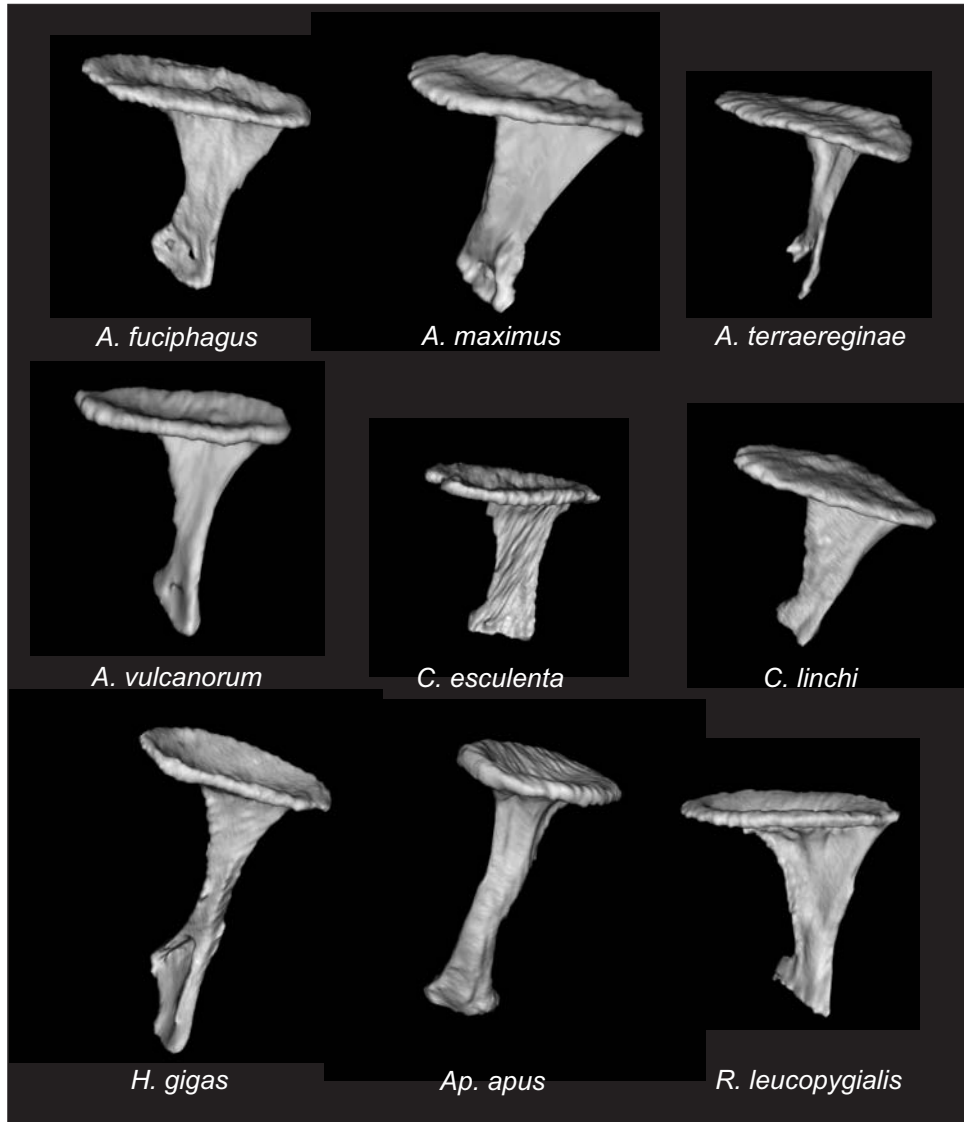 A. fuciphagus
A. maximus
A. terraereginae
A. vulcanorum
C. esculenta
C. linchi
H. gigas
Ap. apus
R. leucopygialis